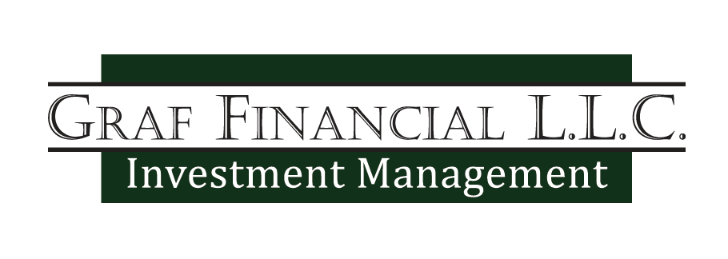 Graf Financial L.L.C.
Investment Management